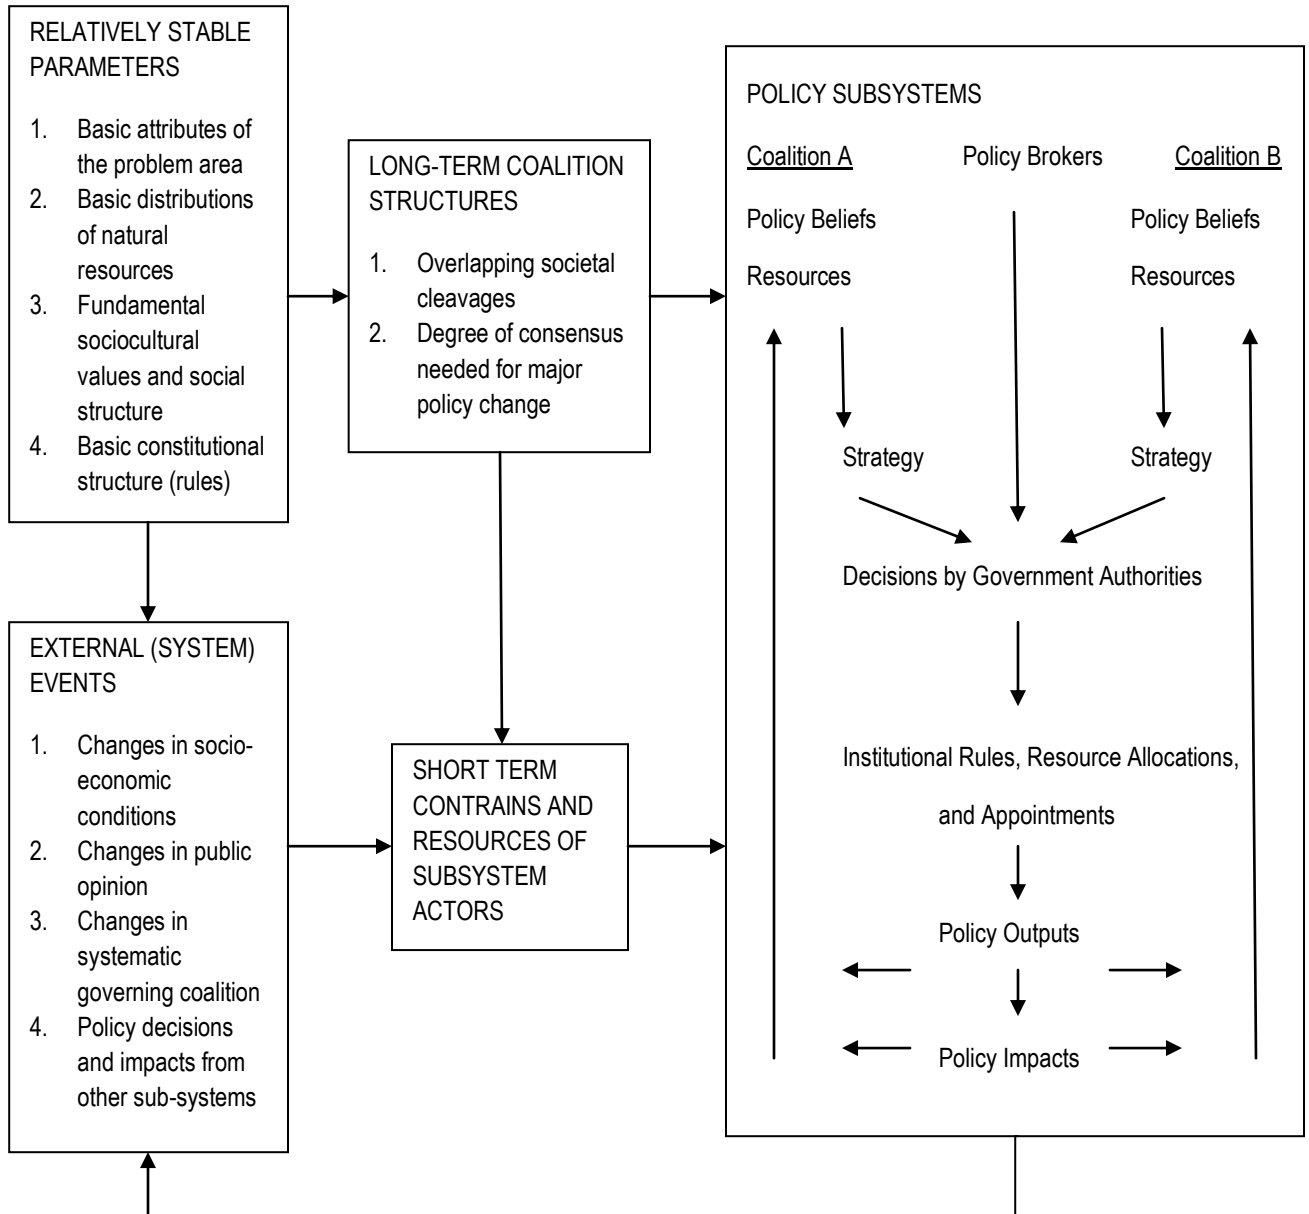 RELATIVELY STABLE
PARAMETERS
1. Basic attributes of
the problem area
2. Basic distributions
of natural
resources
3. Fundamental
sociocultural
values and social
structure
4. Basic constitutional
structure (rules)
LONG-TERM COALITION
STRUCTURES
1. Overlapping societal
cleavages
2. Degree of consensus
needed for major
policy change
EXTERNAL (SYSTEM)
EVENTS
1. Changes in socio-
economic
conditions
2. Changes in public
opinion
3. Changes in
systematic
governing coalition
4. Policy decisions
and impacts from
other sub-systems
SHORT TERM
CONTRAINS AND
RESOURCES OF
SUBSYSTEM
ACTORS
POLICY SUBSYSTEMS
Coalition A Policy Brokers Coalition B
Policy Beliefs Policy Beliefs
Resources Resources
Strategy Strategy
Decisions by Government Authorities
Institutional Rules, Resource Allocations,
and Appointments
Policy Outputs
Policy Impacts